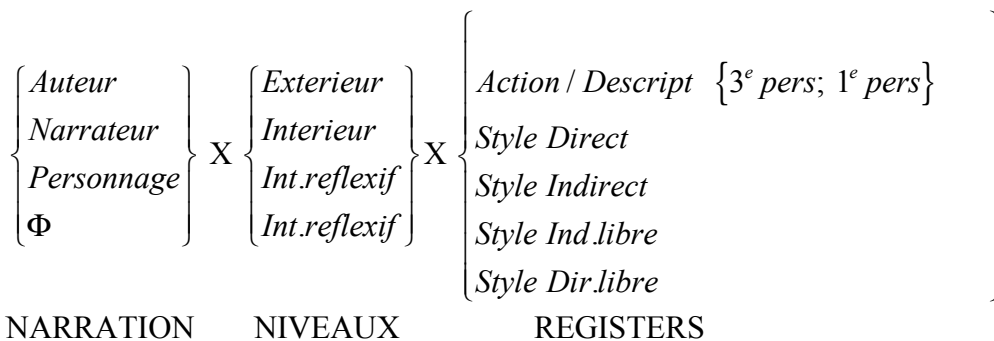 Auteur
Narrateur
Personnage
Φ
X
Exterieur
Interieur
Int.reflexif
Int.reflexif
X
Action / Descript {3e pers; 1e pers}
Style Direct
Style Indirect
Style Ind.libre
Style Dir.libre
NARRATION NIVEAUX REGISTERS